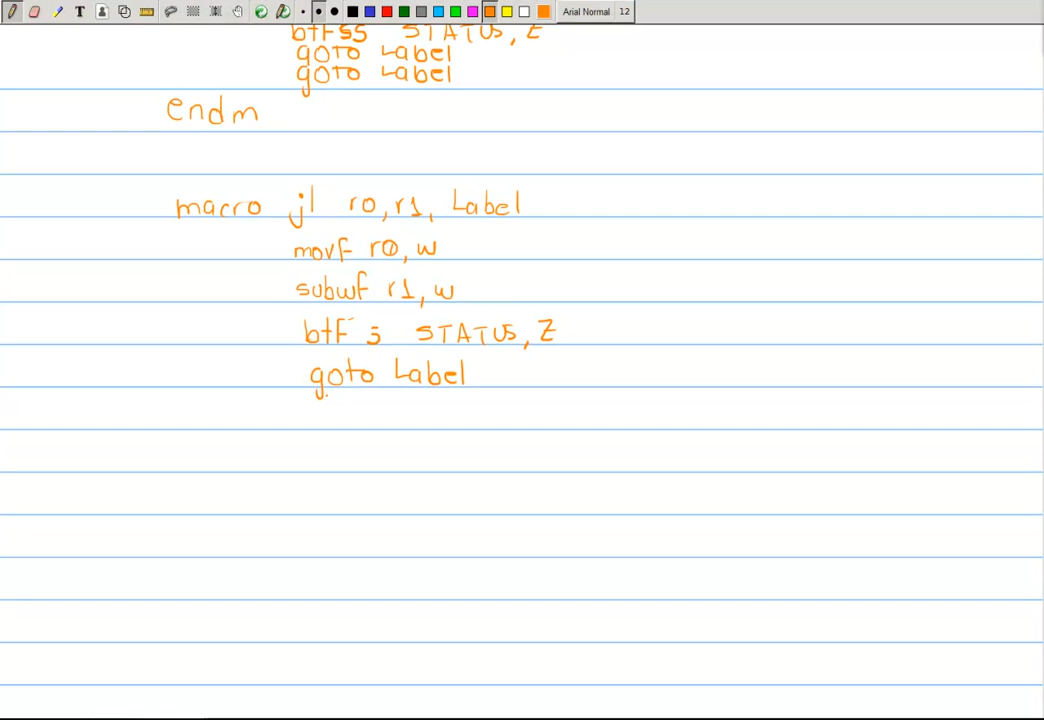 Arial Normal 12
btfss STATUS, Z
goto Label
goto Label
endm
macro jl r0,r1, Label
movf r0,w
subwf r1,w
btf s STATUS,Z
goto Label